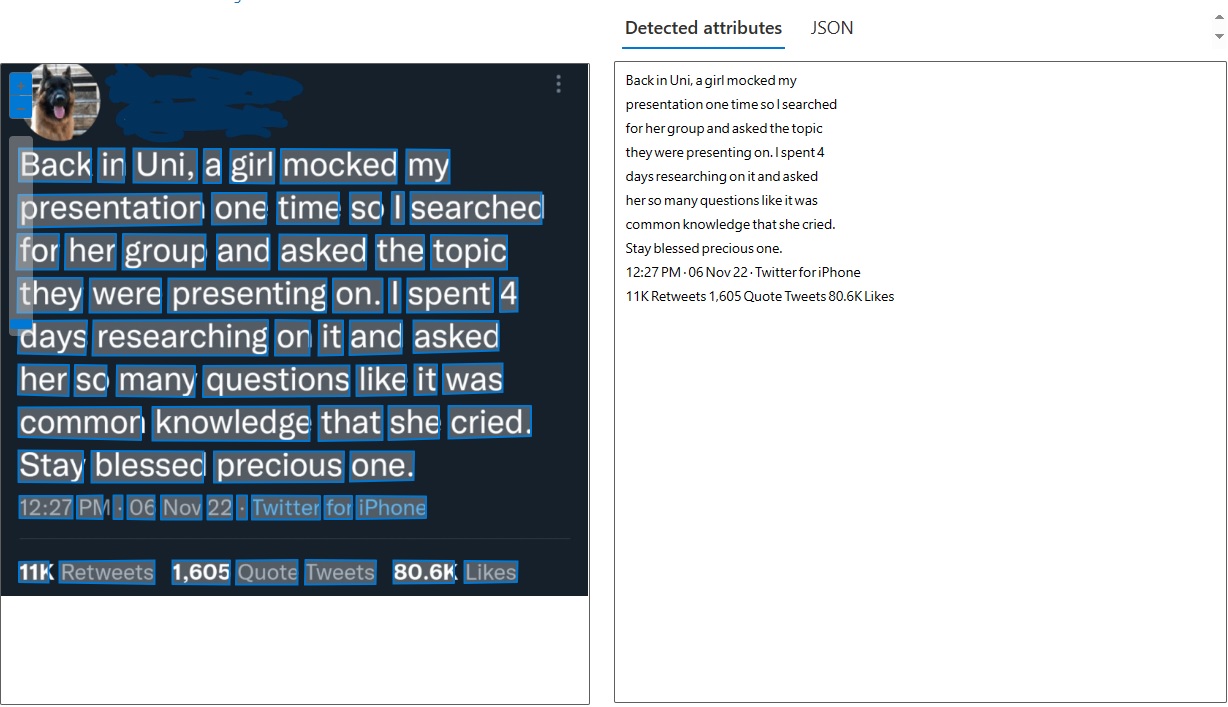 Detected attributes JSON
Back in Uni, a girl mocked my
presentation one time so I searched
for her group and asked the topic
they were presenting on. I spent 4
days researching on it and asked
her so many questions like it was
common knowledge that she cried.
Stay blessed precious one.
12:27 PM · 06 Nov 22 · Twitter for iPhone
11K Retweets 1,605 Quote Tweets 80.6K Likes
Back in Uni, a girl mocked my
presentation one time so I searched
for her group and asked the topic
they were presenting on. I spent 4
days researching on it and asked
her so many questions like it was
common knowledge that she cried.
Stay blessed precious one.
12:27 PM · 06 Nov 22 · Twitter for iPhone
11K Retweets 1,605 Quote Tweets 80.6K Likes